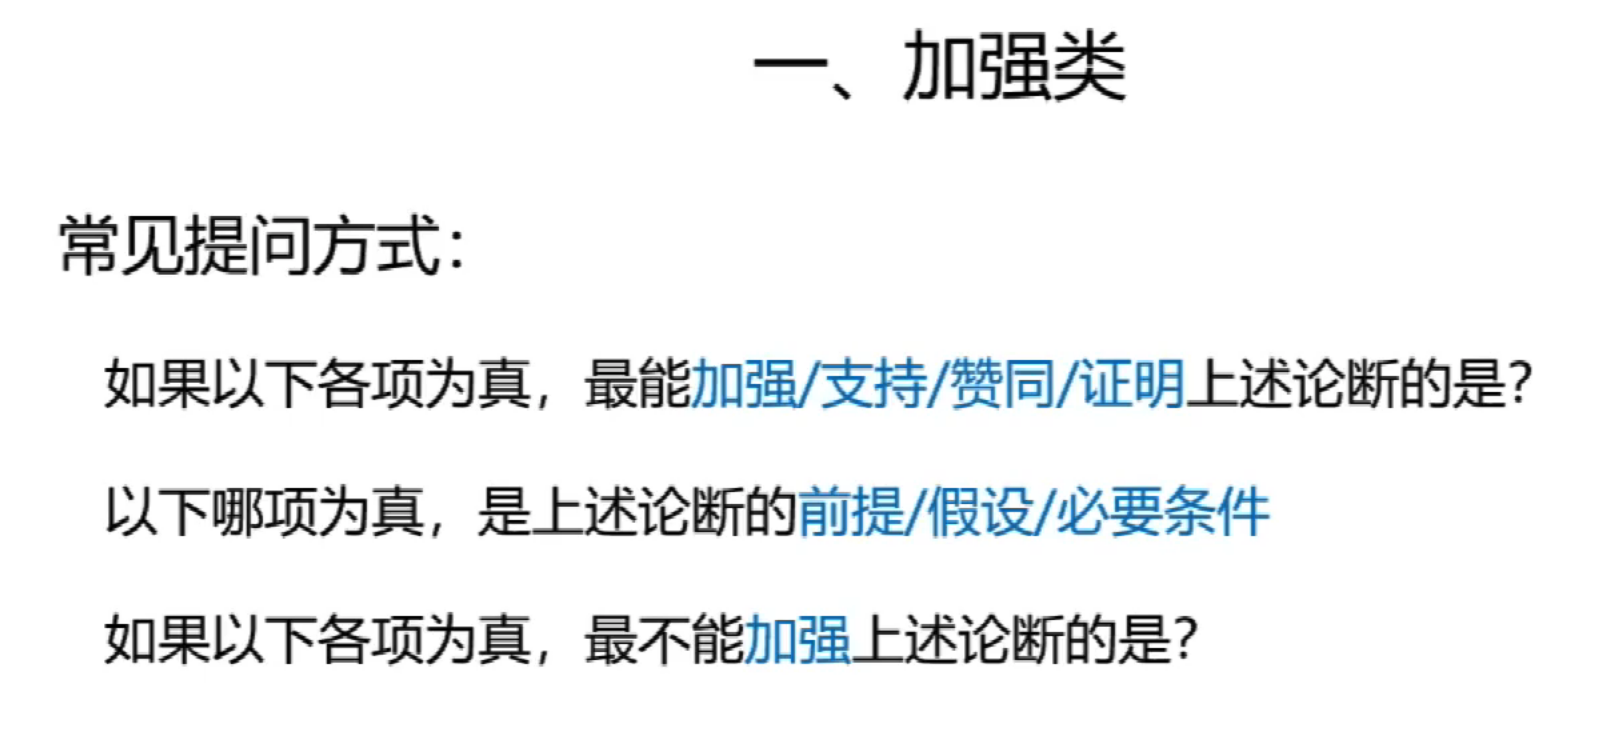 一、加强类
常见提问方式：
如果以下各项为真，最能加强/支持/赞同/证明上述论断的是？
以下哪项为真，是上述论断的前提/假设/必要条件
如果以下各项为真，最不能加强上述论断的是？